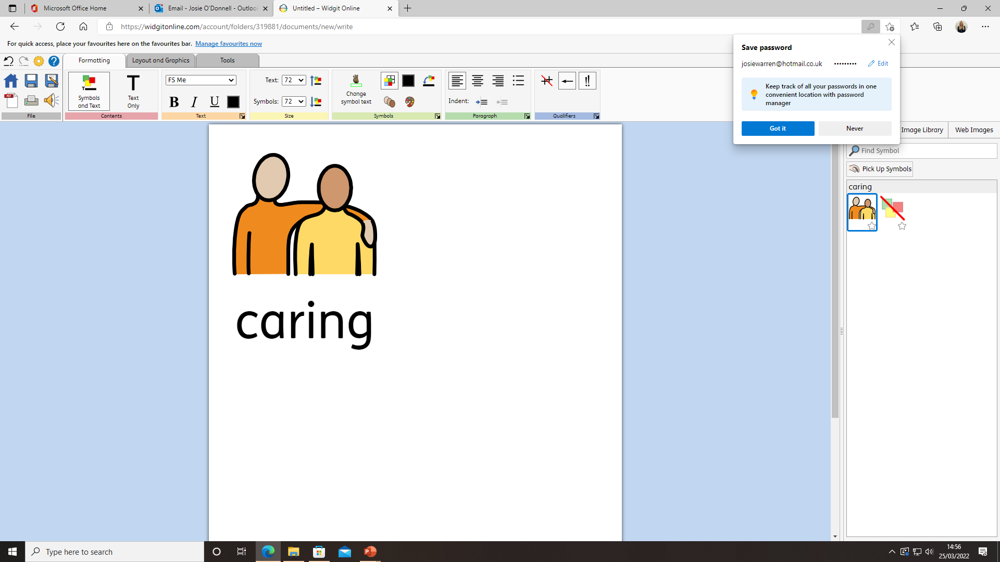 Microsoft Office Home
Email - Josie O'Donnell - Outloo
Untitled – Widgit Online
https://widgitonline.com/account/folders/319881/documents/new/write
For quick access, place your favourites here on the favourites bar. Manage favourites now
Save password
josiewarren@hotmail.co.uk ••••••••• Edit
Keep track of all your passwords in one
convenient location with password
manager
Got it
Never
Formatting
Layout and Graphics
Tools
Symbols
and Text
Text
Only
FS Me
B I U
Text: 72
Symbols: 72
Change
symbol text
Indent:
PDF
File
Contents
Text
Size
Symbols
Paragraph
Qualifiers
Image Library
Web Images
Find Symbol
Pick Up Symbols
caring
caring
Type here to search
14:56
25/03/2022